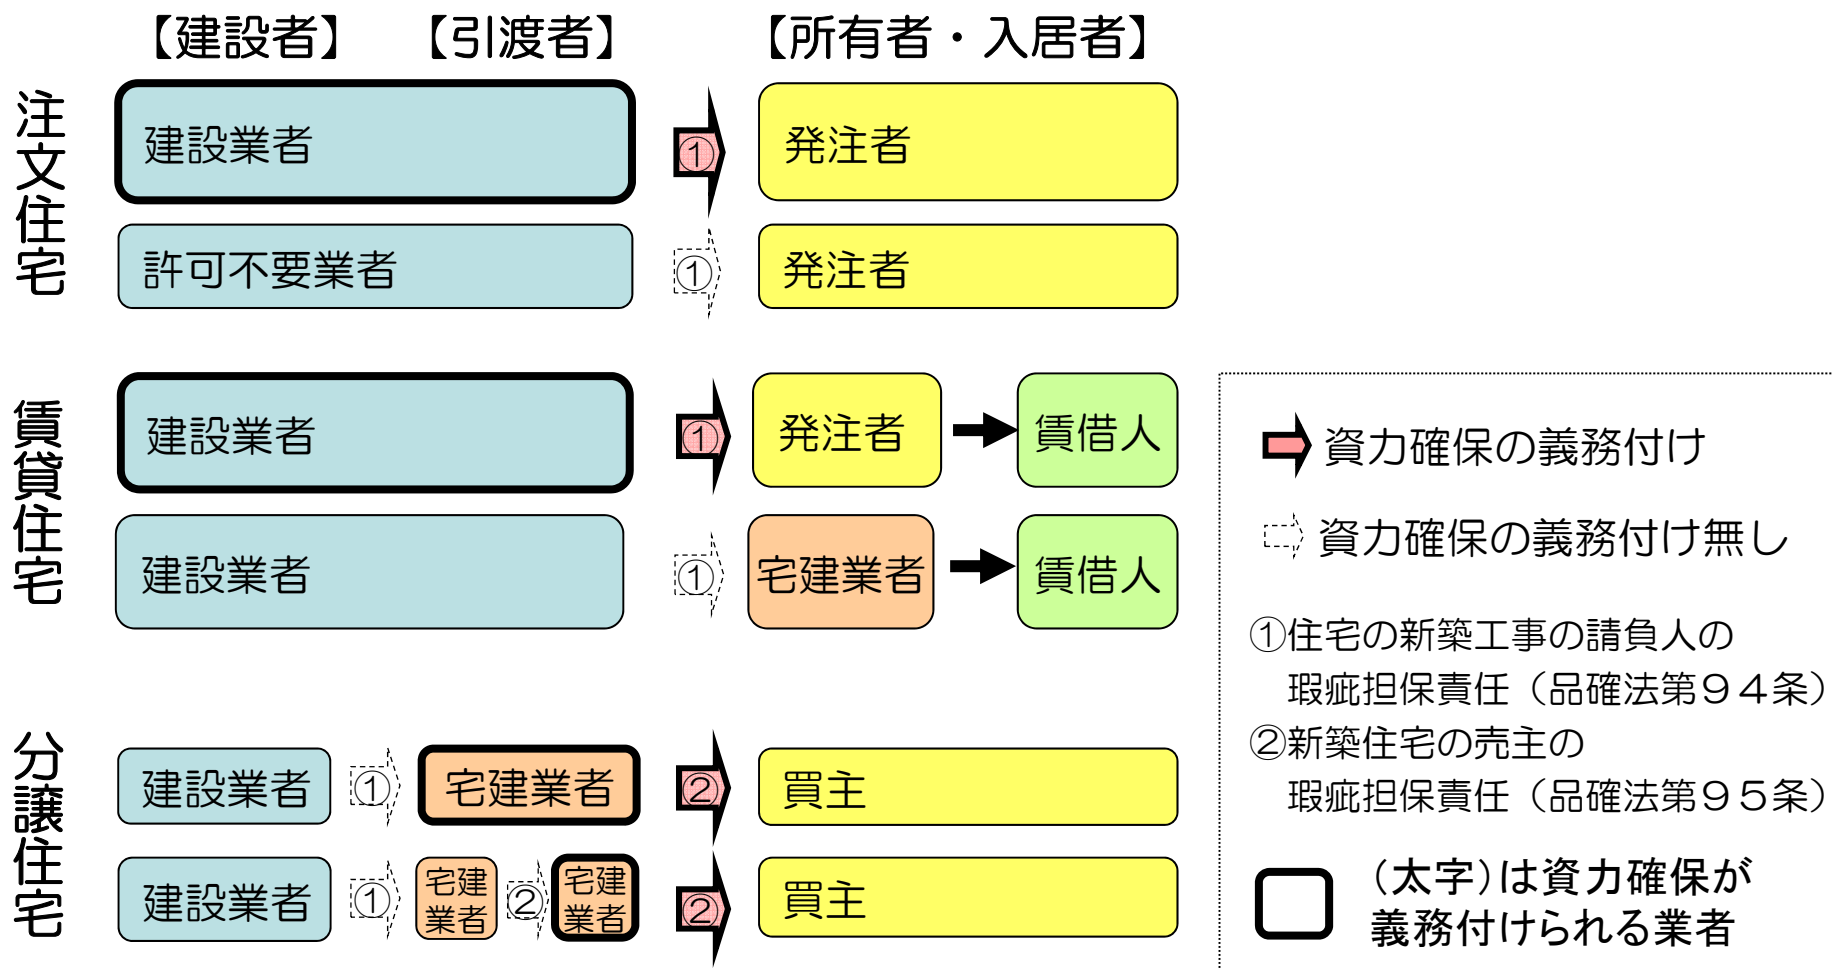 【建設者】 【引渡者】 【所有者・入居者】
注文住宅
建設業者 ① 発注者
許可不要業者 ① 発注者
賃貸住宅
建設業者 ① 発注者 賃借人
建設業者 ① 宅建業者 賃借人
分譲住宅
建設業者 ① 宅建業者 ② 買主
建設業者 ① 宅建業者 ② 宅建業者 ② 買主
資力確保の義務付け
資力確保の義務付け無し
①住宅の新築工事の請負人の
瑕疵担保責任（品確法第９４条）
②新築住宅の売主の
瑕疵担保責任（品確法第９５条）
（太字）は資力確保が
義務付けられる業者